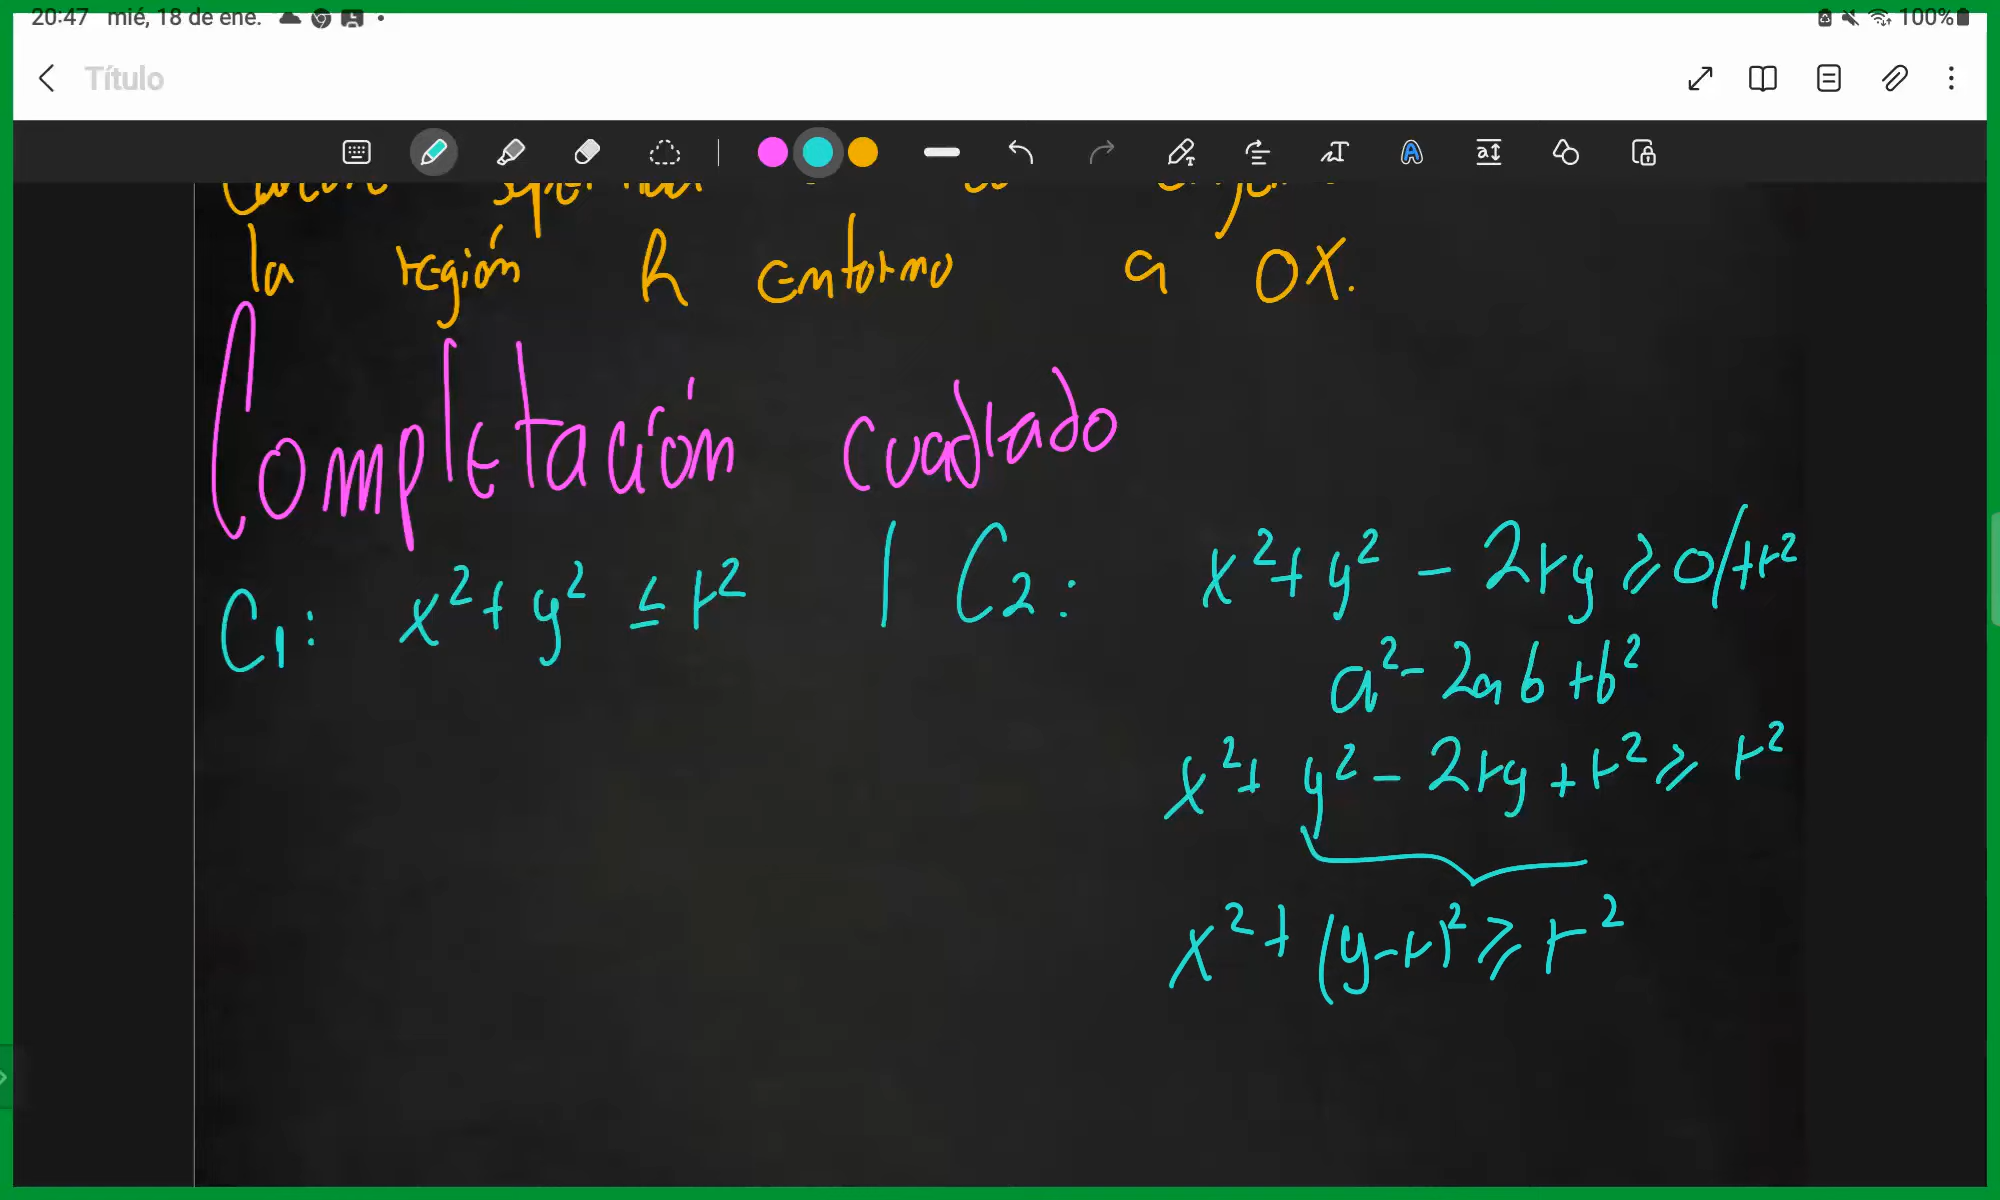 20:47 mié, 18 de ene.
100%
Título
la región R entorno a OX.
Completación cuadrado
C₁: x² + y² ≤ r² | C₂: x² + y² - 2ry ≥ 0 /+r²
a² - 2ab + b²
x² + y² - 2ry + r² ≥ r²
x² + (y-r)² ≥ r²